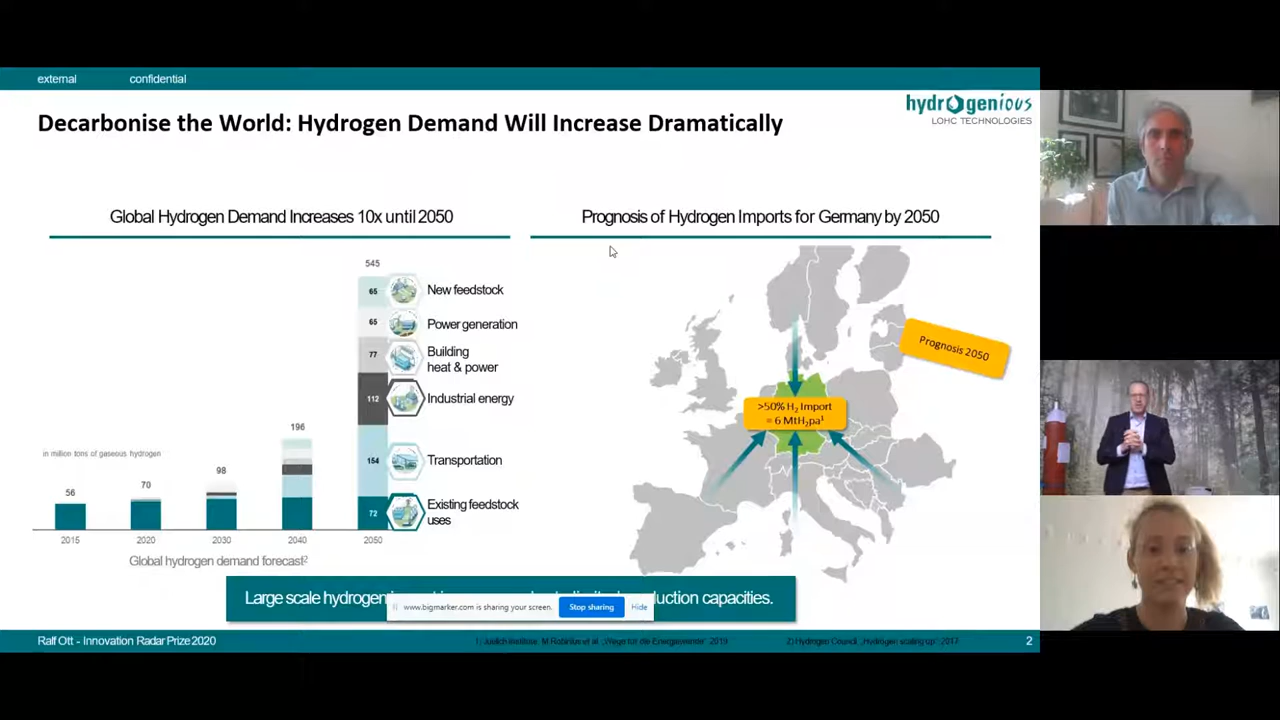 external confidential
hydrogenious
LOHC TECHNOLOGIES
Decarbonise the World: Hydrogen Demand Will Increase Dramatically
Global Hydrogen Demand Increases 10x until 2050
545
65
New feedstock
65
Power generation
77
Building
heat & power
112
Industrial energy
196
in million tons of gaseous hydrogen
98
154
Transportation
70
56
72
Existing feedstock
uses
2015 2020 2030 2040 2050
Global hydrogen demand forecast²
Prognosis of Hydrogen Imports for Germany by 2050
Prognosis 2050
>50% H₂ Import
= 6 MtH₂pa¹
Large scale hydrogen production capacities.
www.bigmarker.com is sharing your screen. Stop sharing Hide
Ralf Ott - Innovation Radar Prize 2020
1) Juelich Institute, M.Robinius et al. „Wege für die Energiewende" 2019
2) Hydrogen Council „Hydrogen scaling up", 2017
2